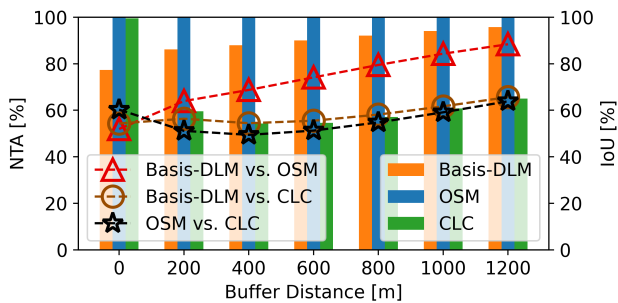 100
80
60
40
20
0
NTA [%]
100
80
60
40
20
0
IoU [%]
Basis-DLM vs. OSM
Basis-DLM vs. CLC
OSM vs. CLC
Basis-DLM
OSM
CLC
0 200 400 600 800 1000 1200
Buffer Distance [m]